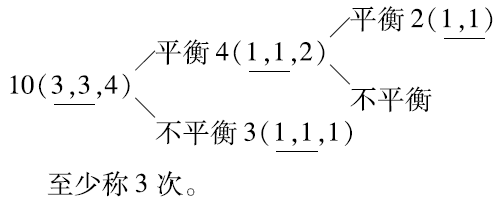 平衡 2(1,1)
平衡 4(1,1,2)
10(3,3,4)
不平衡
不平衡 3(1,1,1)
至少称 3 次。